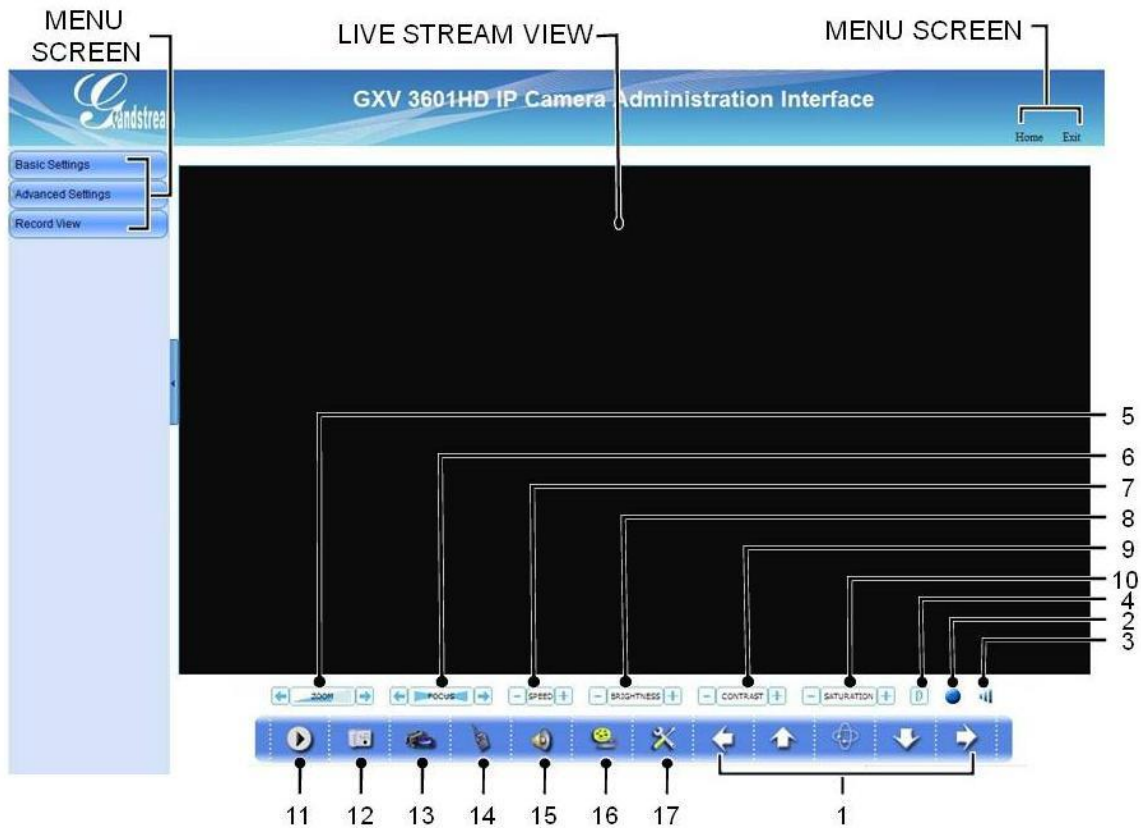 MENU
SCREEN
LIVE STREAM VIEW
MENU SCREEN
Grandstrea
GXV 3601HD IP Camera Administration Interface
Home Exit
Basic Settings
Advanced Settings
Record View
5
6
7
8
9
10
4
2
3
ZOOM FOCUS - SPEED + - BRIGHTNESS + - CONTRAST + - SATURATION + D
11 12 13 14 15 16 17 1